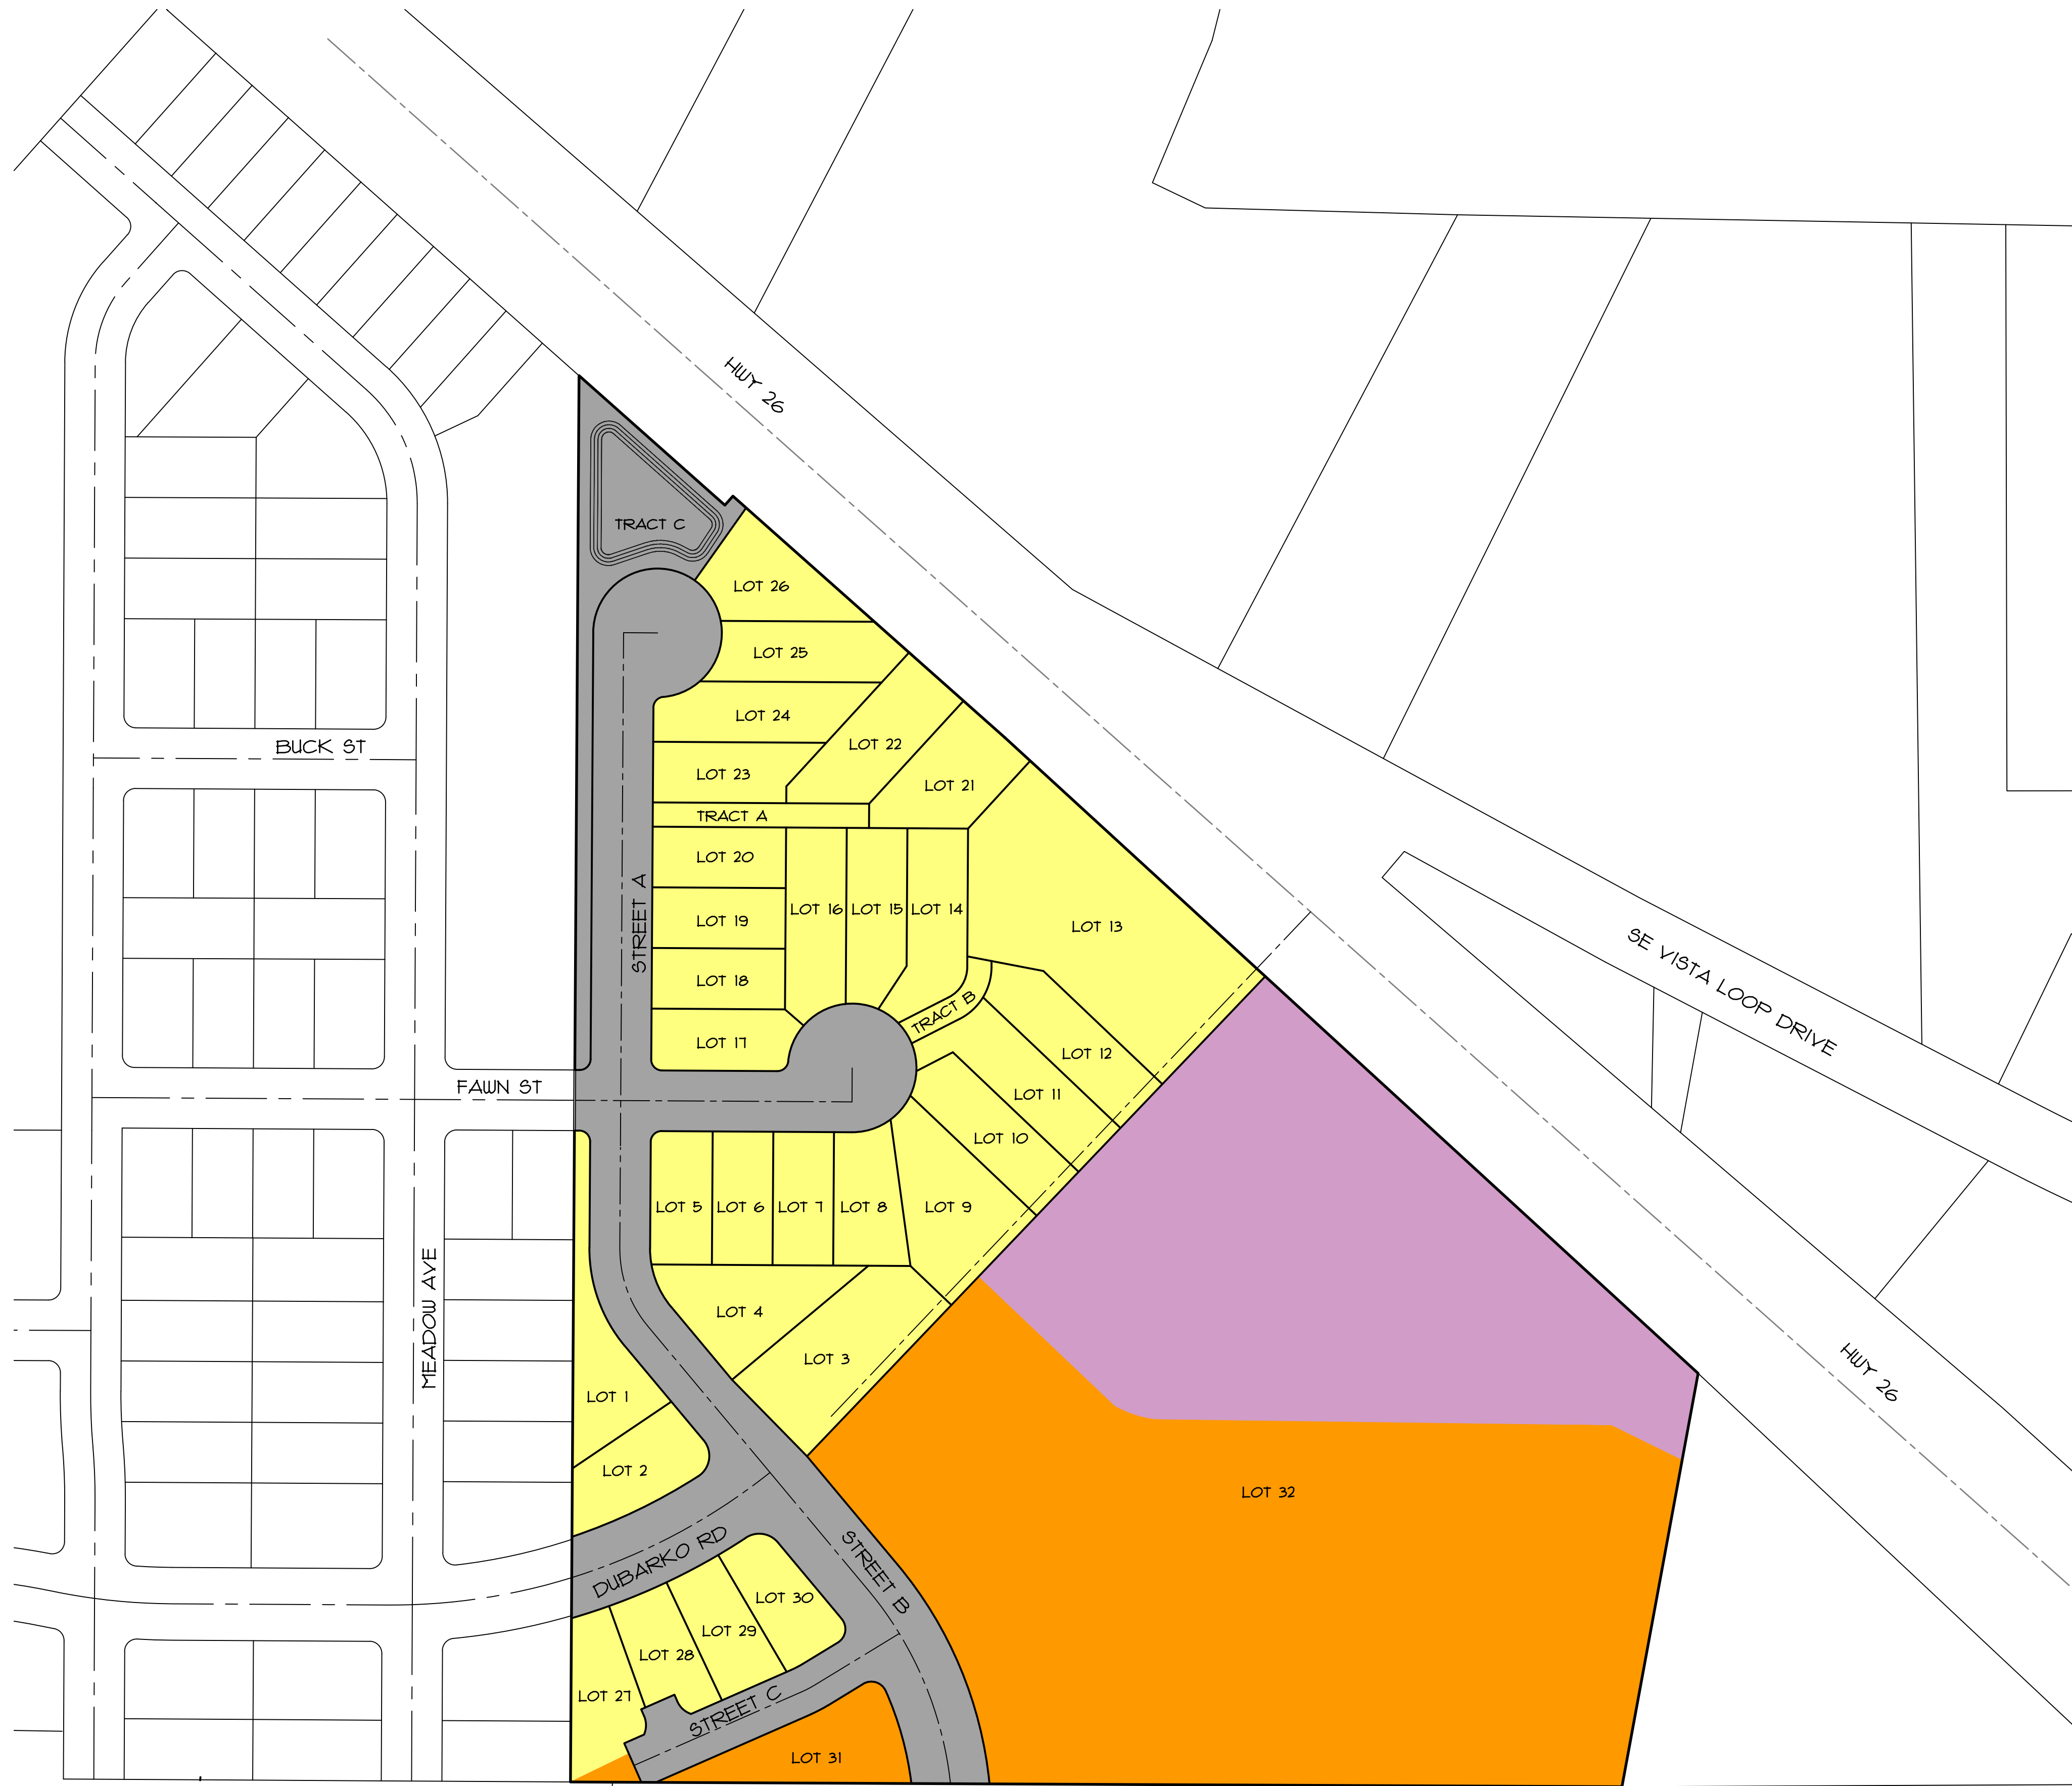 HWY 26
TRACT C
LOT 26
LOT 25
LOT 24
LOT 22
BUCK ST
LOT 23
LOT 21
TRACT A
LOT 20
STREET A
LOT 19
LOT 16
LOT 15
LOT 14
LOT 13
LOT 18
SE VISTA LOOP DRIVE
TRACT B
LOT 17
LOT 12
FAWN ST
LOT 11
LOT 10
LOT 5
LOT 6
LOT 7
LOT 8
LOT 9
MEADOW AVE
LOT 4
LOT 3
HWY 26
LOT 1
LOT 2
LOT 32
DUBARKO RD
STREET B
LOT 30
LOT 29
LOT 28
LOT 27
STREET C
LOT 31